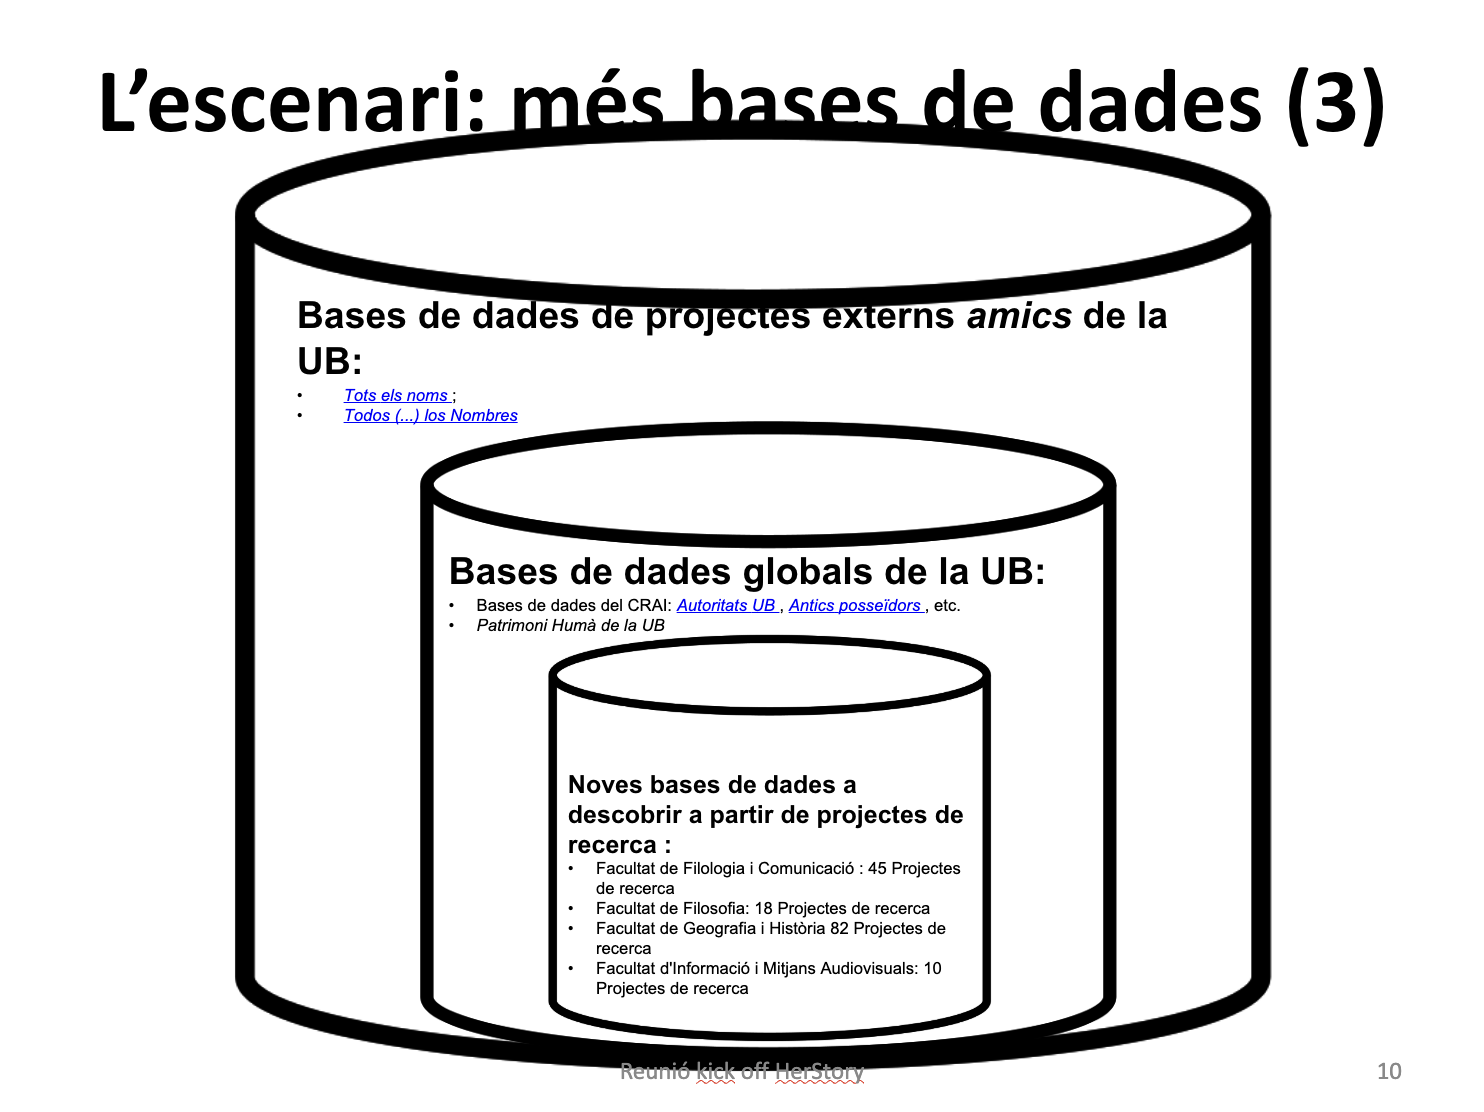 L’escenari: més bases de dades (3)
Bases de dades de projectes externs amics de la
UB:
• Tots els noms ;
• Todos (...) los Nombres
Bases de dades globals de la UB:
• Bases de dades del CRAI: Autoritats UB , Antics posseïdors , etc.
• Patrimoni Humà de la UB
Noves bases de dades a
descobrir a partir de projectes de
recerca :
• Facultat de Filologia i Comunicació : 45 Projectes
de recerca
• Facultat de Filosofia: 18 Projectes de recerca
• Facultat de Geografia i Història 82 Projectes de
recerca
• Facultat d'Informació i Mitjans Audiovisuals: 10
Projectes de recerca
Reunió kick off HerStory
10